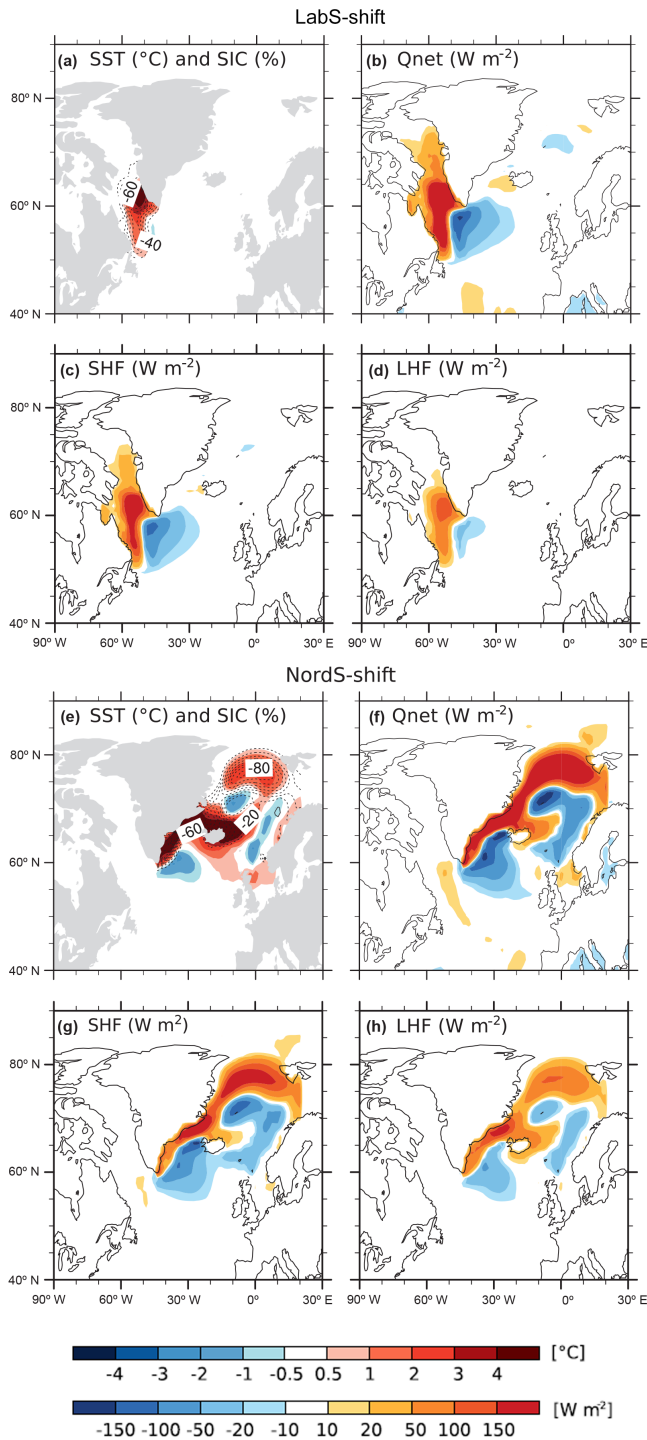 LabS-shift
(a) SST (°C) and SIC (%)
(b) Qnet (W m-2)
80° N
60° N
40° N
-60
-40
(c) SHF (W m-2)
(d) LHF (W m-2)
80° N
60° N
40° N
90° W 60° W 30° W 0° 30° E
60° W 30° W 0° 30° E
NordS-shift
(e) SST (°C) and SIC (%)
(f) Qnet (W m-2)
80° N
60° N
40° N
-80
-60
-20
(g) SHF (W m2)
(h) LHF (W m-2)
80° N
60° N
40° N
90° W 60° W 30° W 0° 30° E
60° W 30° W 0° 30° E
-4 -3 -2 -1 -0.5 0.5 1 2 3 4 [°C]
-150 -100 -50 -20 -10 10 20 50 100 150 [W m-2]